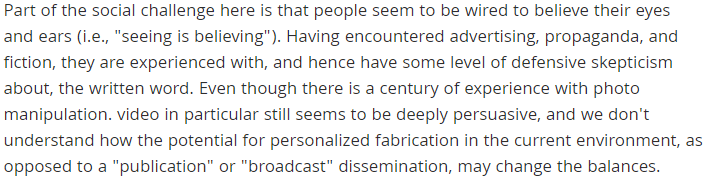 Part of the social challenge here is that people seem to be wired to believe their eyes
and ears (i.e., "seeing is believing"). Having encountered advertising, propaganda, and
fiction, they are experienced with, and hence have some level of defensive skepticism
about, the written word. Even though there is a century of experience with photo
manipulation. video in particular still seems to be deeply persuasive, and we don't
understand how the potential for personalized fabrication in the current environment, as
opposed to a "publication" or "broadcast" dissemination, may change the balances.